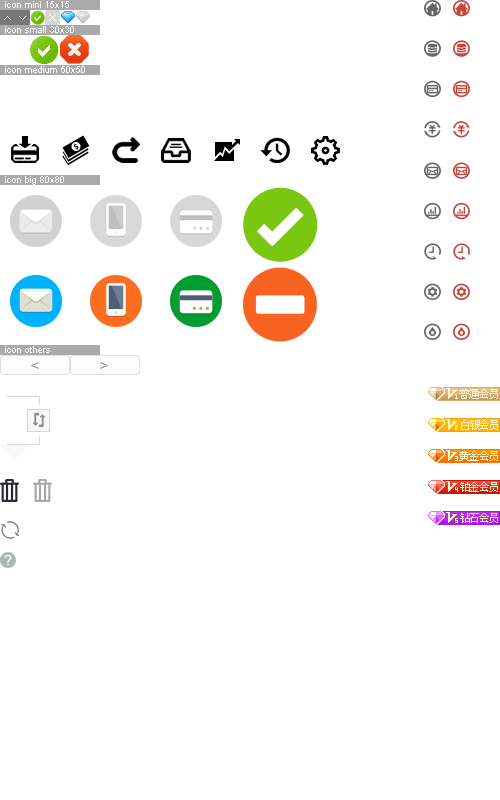 icon mini 15x15
icon small 30x30
icon medium 50x50
icon big 80x80
icon others
< >
V1普通会员
V2白银会员
V3黄金会员
V4铂金会员
V5钻石会员